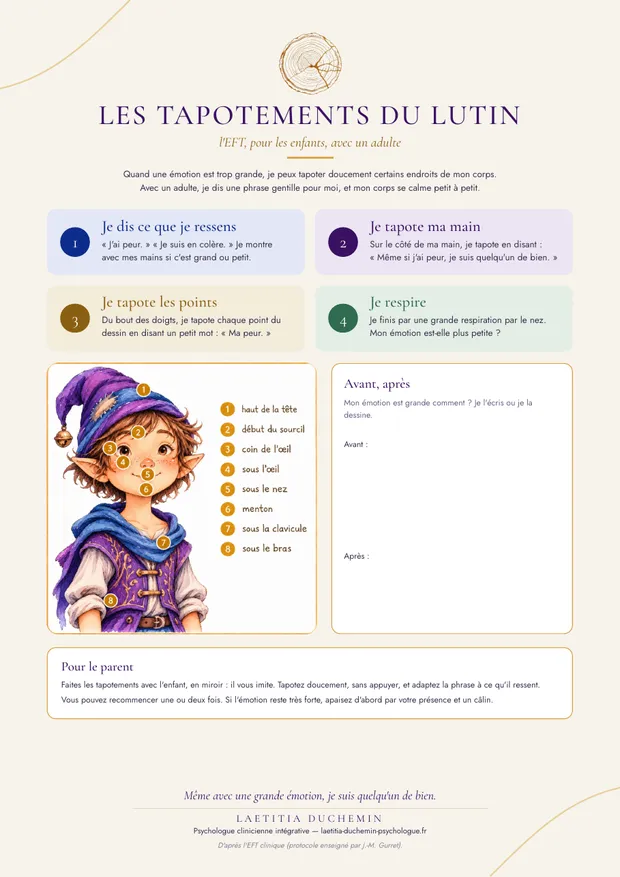 LES TAPOTEMENTS DU LUTIN
l'EFT, pour les enfants, avec un adulte
Quand une émotion est trop grande, je peux tapoter doucement certains endroits de mon corps.
Avec un adulte, je dis une phrase gentille pour moi, et mon corps se calme petit à petit.
1
Je dis ce que je ressens
« J'ai peur. » « Je suis en colère. » Je montre
avec mes mains si c'est grand ou petit.
2
Je tapote ma main
Sur le côté de ma main, je tapote en disant :
« Même si j'ai peur, je suis quelqu'un de bien. »
3
Je tapote les points
Du bout des doigts, je tapote chaque point du
dessin en disant un petit mot : « Ma peur. »
4
Je respire
Je finis par une grande respiration par le nez.
Mon émotion est-elle plus petite ?
1
2
3
4
5
6
7
8
1 haut de la tête
2 début du sourcil
3 coin de l'œil
4 sous l'œil
5 sous le nez
6 menton
7 sous la clavicule
8 sous le bras
Avant, après
Mon émotion est grande comment ? Je l'écris ou je la
dessine.
Avant :
Après :
Pour le parent
Faites les tapotements avec l'enfant, en miroir : il vous imite. Tapotez doucement, sans appuyer, et adaptez la phrase à ce qu'il ressent.
Vous pouvez recommencer une ou deux fois. Si l'émotion reste très forte, apaisez d'abord par votre présence et un câlin.
Même avec une grande émotion, je suis quelqu'un de bien.
LAETITIA DUCHEMIN
Psychologue clinicienne intégrative — laetitia-duchemin-psychologue.fr
D'après l'EFT clinique (protocole enseigné par J.-M. Gurret).